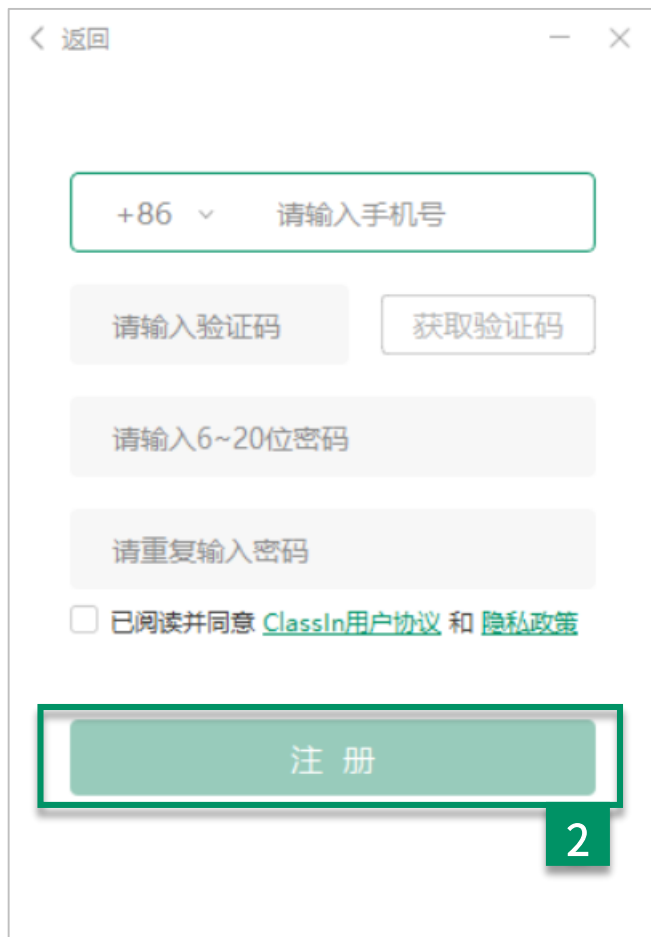 返回
+86 请输入手机号
请输入验证码 获取验证码
请输入6~20位密码
请重复输入密码
已阅读并同意 ClassIn用户协议 和 隐私政策
注 册
2